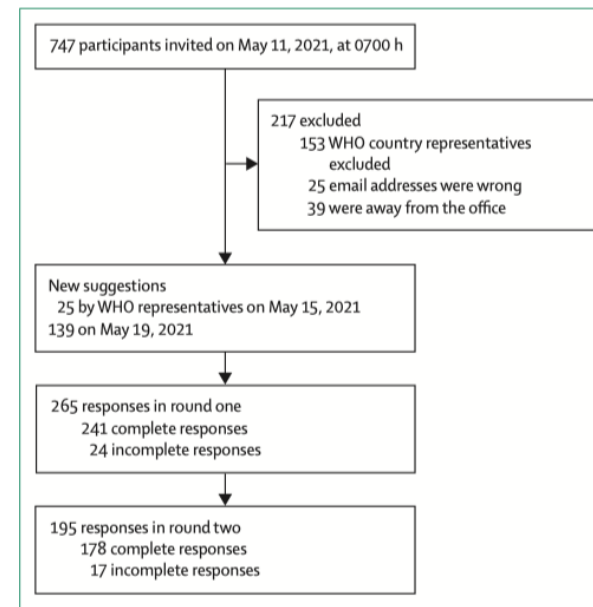 747 participants invited on May 11, 2021, at 0700 h
217 excluded
153 WHO country representatives
excluded
25 email addresses were wrong
39 were away from the office
New suggestions
25 by WHO representatives on May 15, 2021
139 on May 19, 2021
265 responses in round one
241 complete responses
24 incomplete responses
195 responses in round two
178 complete responses
17 incomplete responses